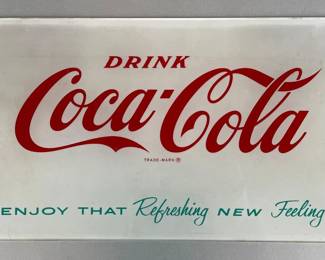 DRINK
Coca-Cola
TRADE-MARK ®
ENJOY THAT Refreshing NEW Feeling